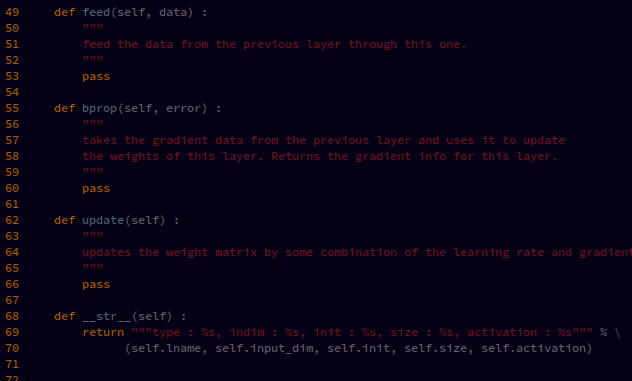 49 def feed(self, data) :
50 """
51 feed the data from the previous layer through this one.
52 """
53 pass
54
55 def bprop(self, error) :
56 """
57 takes the gradient data from the previous layer and uses it to update
58 the weights of this layer. Returns the gradient info for this layer.
59 """
60 pass
61
62 def update(self) :
63 """
64 updates the weight matrix by some combination of the learning rate and gradient
65 """
66 pass
67
68 def __str__(self) :
69 return """type : %s, indim : %s, init : %s, size : %s, activation : %s""" % \
70 (self.lname, self.input_dim, self.init, self.size, self.activation)
71
72